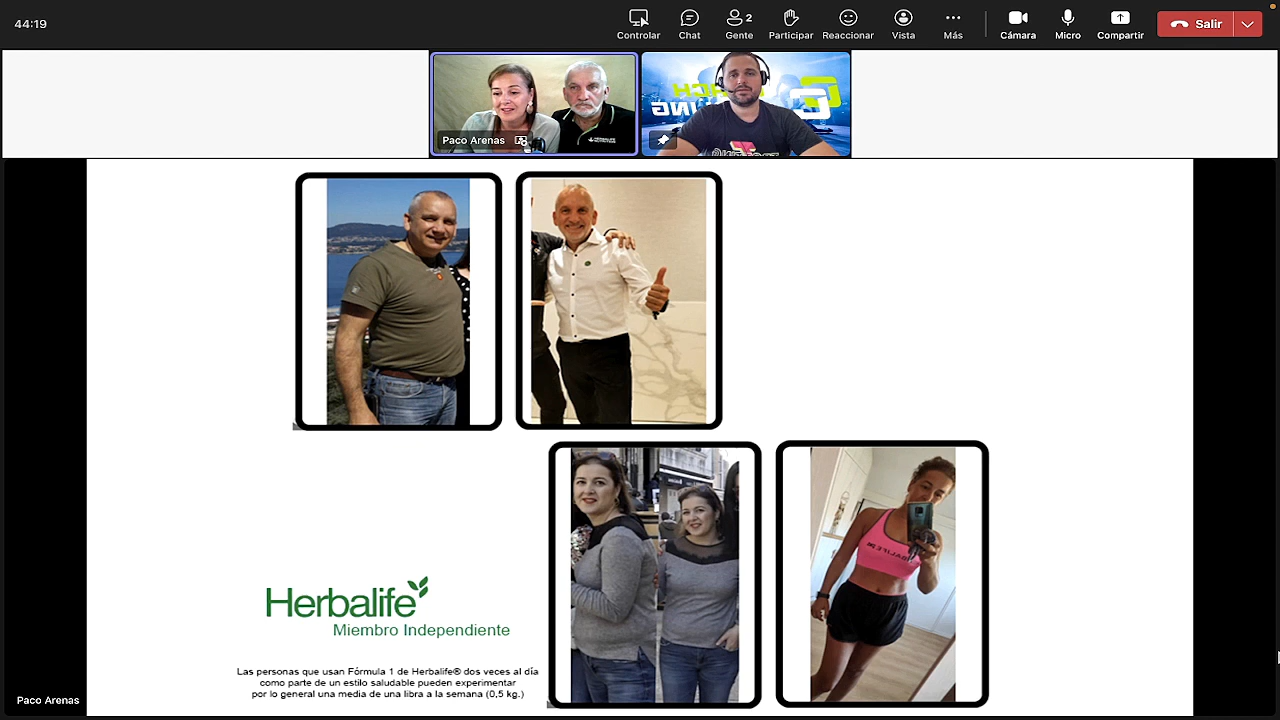 44:19
Controlar
Chat
2
Gente
Participar
Reaccionar
Vista
Más
Cámara
Micro
Compartir
Salir
Paco Arenas
Herbalife
Miembro Independiente
Las personas que usan Fórmula 1 de Herbalife® dos veces al día
como parte de un estilo saludable pueden experimentar
por lo general una media de una libra a la semana (0,5 kg.)
Paco Arenas